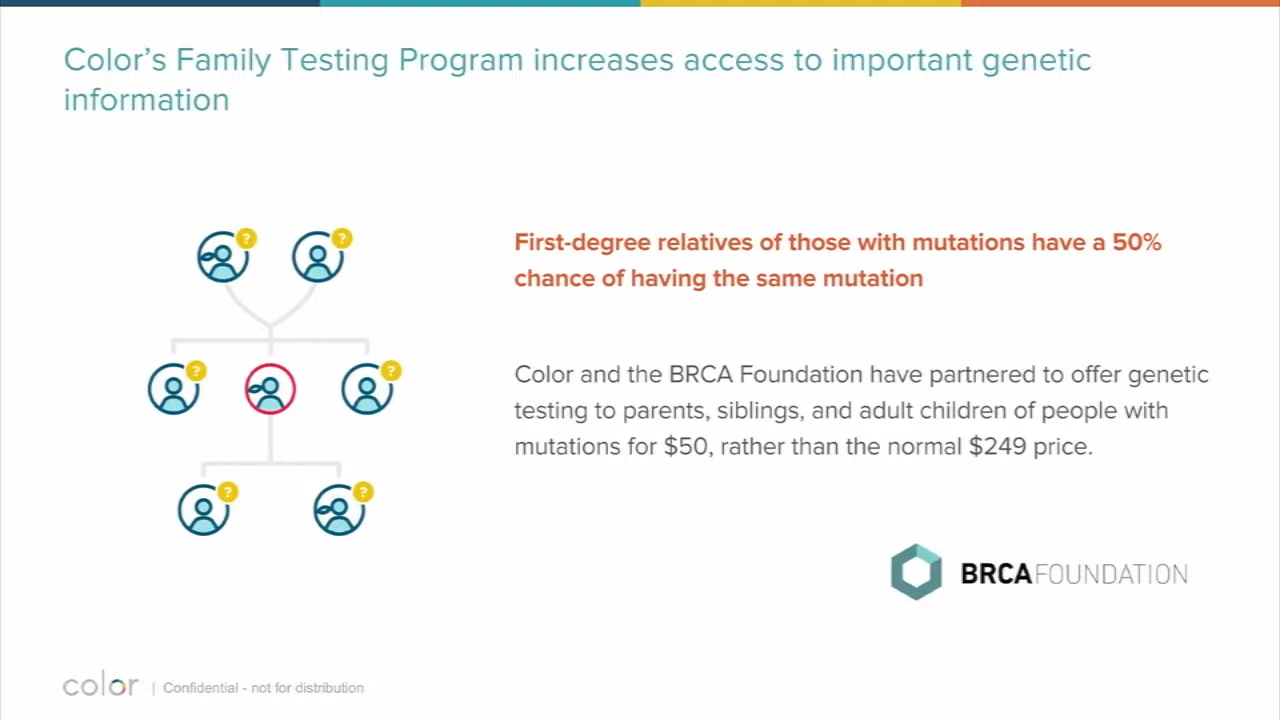 Color's Family Testing Program increases access to important genetic
information
?
?
First-degree relatives of those with mutations have a 50%
chance of having the same mutation
?
?
Color and the BRCA Foundation have partnered to offer genetic
testing to parents, siblings, and adult children of people with
mutations for $50, rather than the normal $249 price.
?
?
BRCAFOUNDATION
color | Confidential - not for distribution